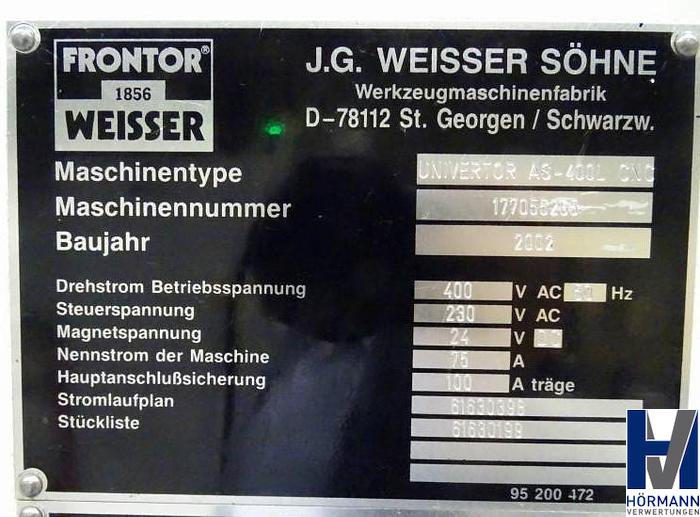 FRONTOR®
1856
WEISSER
J.G. WEISSER SÖHNE
Werkzeugmaschinenfabrik
D-78112 St. Georgen / Schwarzw.
Maschinentype UNIVERTOR AS-400L CNC
Maschinennummer
Baujahr 2002
Drehstrom Betriebsspannung 400 V AC Hz
Steuerspannung 230 V AC
Magnetspannung 24 V
Nennstrom der Maschine 75 A
Hauptanschlußsicherung 100 A träge
Stromlaufplan 61630396
Stückliste 61630199
95 200 472
HÖRMANN
VERWERTUNGEN